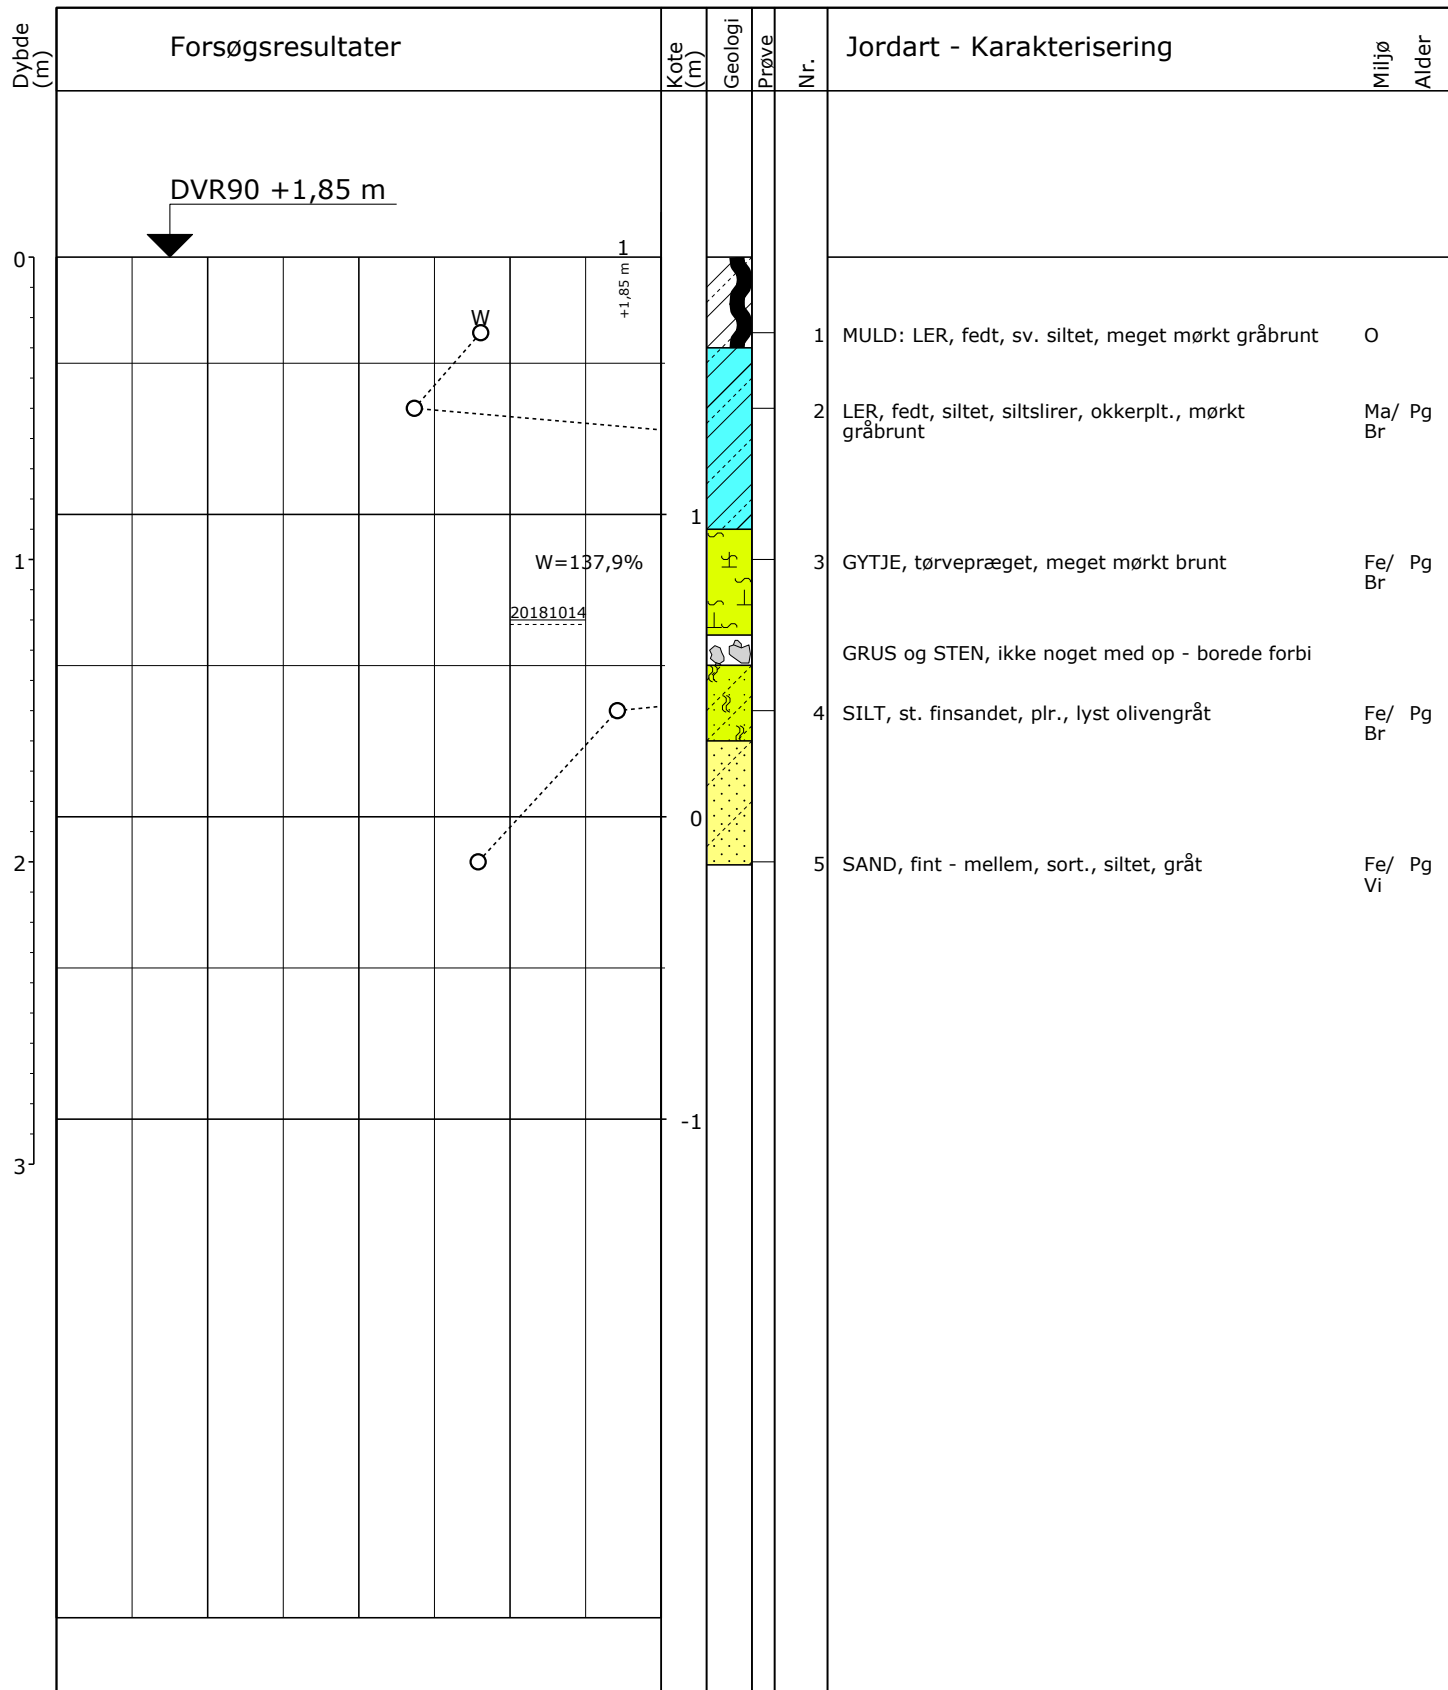 Dybde
(m)
Forsøgsresultater
Kote
(m)
Geologi
Prøve
Nr.
Jordart - Karakterisering
Miljø
Alder
DVR90 +1,85 m
0
1
+1,85 m
W
1 MULD: LER, fedt, sv. siltet, meget mørkt gråbrunt O
2 LER, fedt, siltet, siltslirer, okkerplt., mørkt Ma/ Pg
gråbrunt Br
1
1
W=137,9%
3 GYTJE, tørvepræget, meget mørkt brunt Fe/ Pg
Br
20181014
GRUS og STEN, ikke noget med op - borede forbi
4 SILT, st. finsandet, plr., lyst olivengråt Fe/ Pg
Br
0
2
5 SAND, fint - mellem, sort., siltet, gråt Fe/ Pg
Vi
-1
3